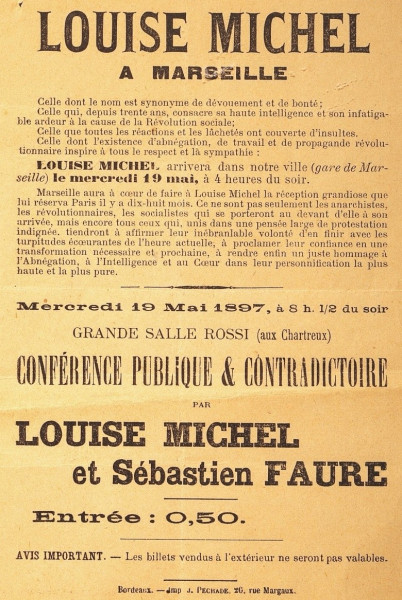 LOUISE MICHEL
A MARSEILLE
Celle dont le nom est synonyme de dévouement et de bonté;
Celle qui, depuis trente ans, consacre sa haute intelligence et son infatiga-
ble ardeur à la cause de la Révolution sociale;
Celle que toutes les réactions et les lâchetés ont couverte d'insultes.
Celle dont l'existence d'abnégation, de travail et de propagande révolu-
tionnaire inspire à tous le respect et la sympathie :
LOUISE MICHEL arrivera dans notre ville (gare de Mar-
seille) le mercredi 19 mai, à 4 heures du soir.
Marseille aura à cœur de faire à Louise Michel la réception grandiose que
lui réserva Paris il y a dix-huit mois. Ce ne sont pas seulement les anarchistes,
les révolutionnaires, les socialistes qui se porteront au devant d'elle à son
arrivée, mais encore tous ceux qui, unis dans une pensée large de protestation
indignée, tiendront à affirmer leur inébranlable volonté d'en finir avec les
turpitudes écœurantes de l'heure actuelle, à proclamer leur confiance en une
transformation nécessaire et prochaine, à rendre enfin un juste hommage à
l'Abnégation, à l'Intelligence et au Cœur dans leur personnification la plus
haute et la plus pure.
Mercredi 19 Mai 1897, à 8 h. 1/2 du soir
GRANDE SALLE ROSSI (aux Chartreux)
CONFÉRENCE PUBLIQUE & CONTRADICTOIRE
PAR
LOUISE MICHEL
et Sébastien FAURE
Entrée : 0,50.
AVIS IMPORTANT. — Les billets vendus à l'extérieur ne seront pas valables.
Bordeaux. — Imp J. PECHADE, 26, rue Margaux.